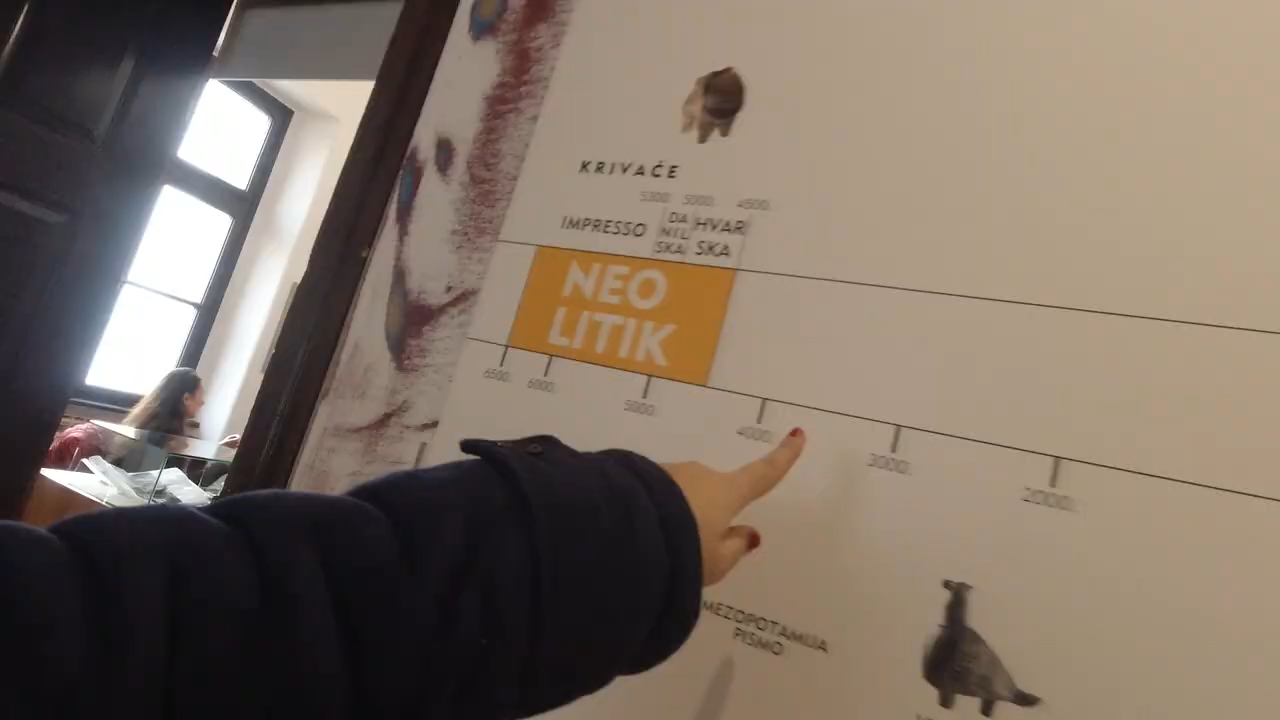 KRIVAČE
5300. 5000. 4500.
IMPRESSO
DA
NIL
SKA
HVAR
SKA
NEO
LITIK
6500. 6000. 5000. 4000. 3000. 2000.
MEZOPOTAMIJA
PISMO